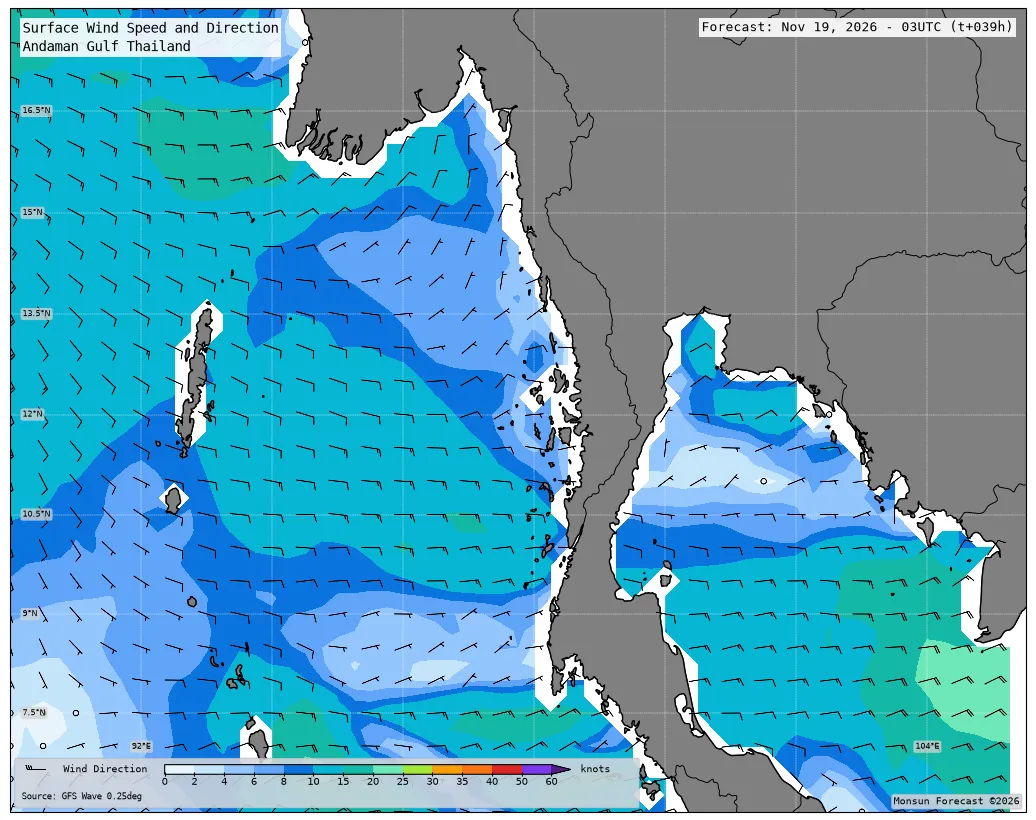 Surface Wind Speed and Direction
Andaman Gulf Thailand
Forecast: Nov 19, 2026 - 03UTC (t+039h)
16.5°N
15°N
13.5°N
12°N
10.5°N
9°N
7.5°N
92°E
104°E
Wind Direction
0 2 4 6 8 10 15 20 25 30 35 40 50 60
knots
Source: GFS Wave 0.25deg
Monsun Forecast ©2026